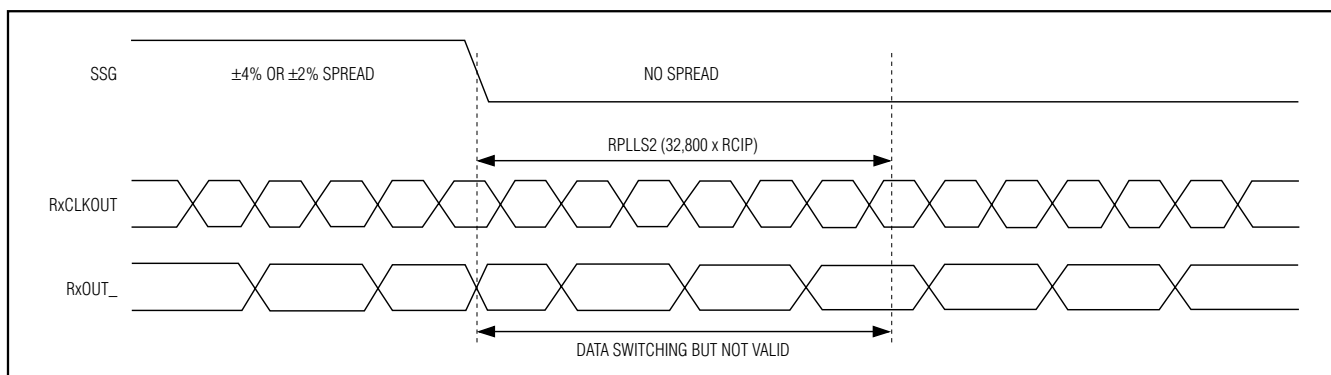 SSG
±4% OR ±2% SPREAD
NO SPREAD
RPLLS2 (32,800 x RCIP)
RxCLKOUT
RxOUT_
DATA SWITCHING BUT NOT VALID